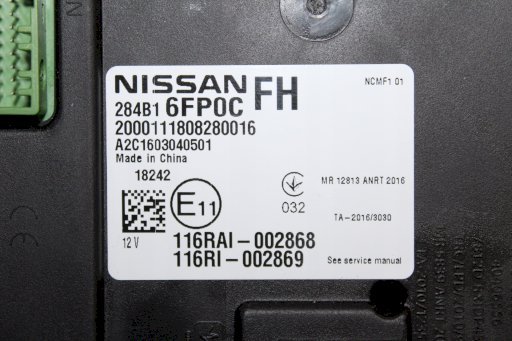 NISSAN FH
NCMF1 01
284B1 6FP0C
2000111808280016
A2C1603040501
Made in China
18242
MR 12813 ANRT 2016
E11
032
TA-2016/3030
12V
116RAI-002868
116RI-002869
See service manual